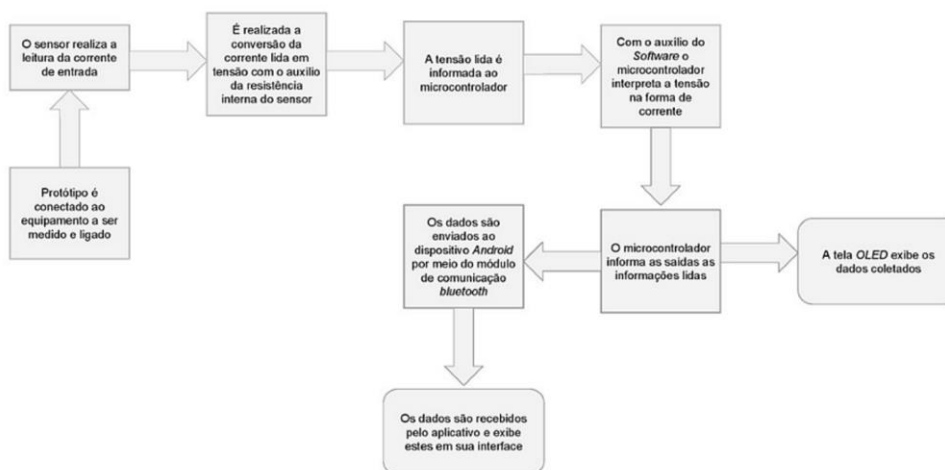 Protótipo é
conectado ao
equipamento a ser
medido e ligado
O sensor realiza a
leitura da corrente
de entrada
É realizada a
conversão da
corrente lida em
tensão com o auxilio
da resistência
interna do sensor
A tensão lida é
informada ao
microcontrolador
Com o auxilio do
Software o
microcontrolador
interpreta a tensão
na forma de
corrente
O microcontrolador
informa as saidas as
informações lidas
A tela OLED exibe os
dados coletados
Os dados são
enviados ao
dispositivo Android
por meio do módulo
de comunicação
bluetooth
Os dados são recebidos
pelo aplicativo e exibe
estes em sua interface